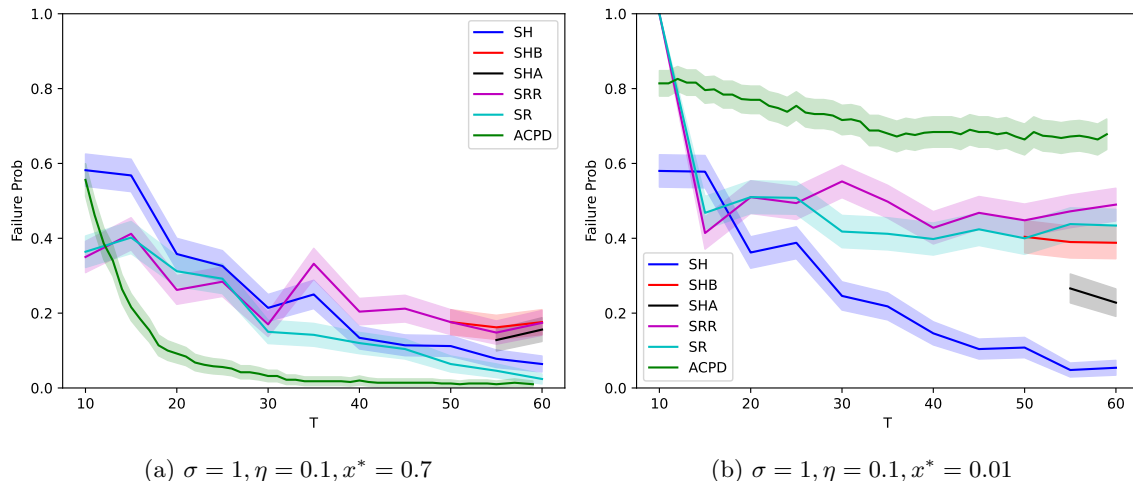 1.0
0.8
0.6
0.4
0.2
0.0
Failure Prob
10
20
30
40
50
60
T
SH
SHB
SHA
SRR
SR
ACPD
(a) σ = 1, η = 0.1, x* = 0.7
1.0
0.8
0.6
0.4
0.2
0.0
Failure Prob
10
20
30
40
50
60
T
SH
SHB
SHA
SRR
SR
ACPD
(b) σ = 1, η = 0.1, x* = 0.01